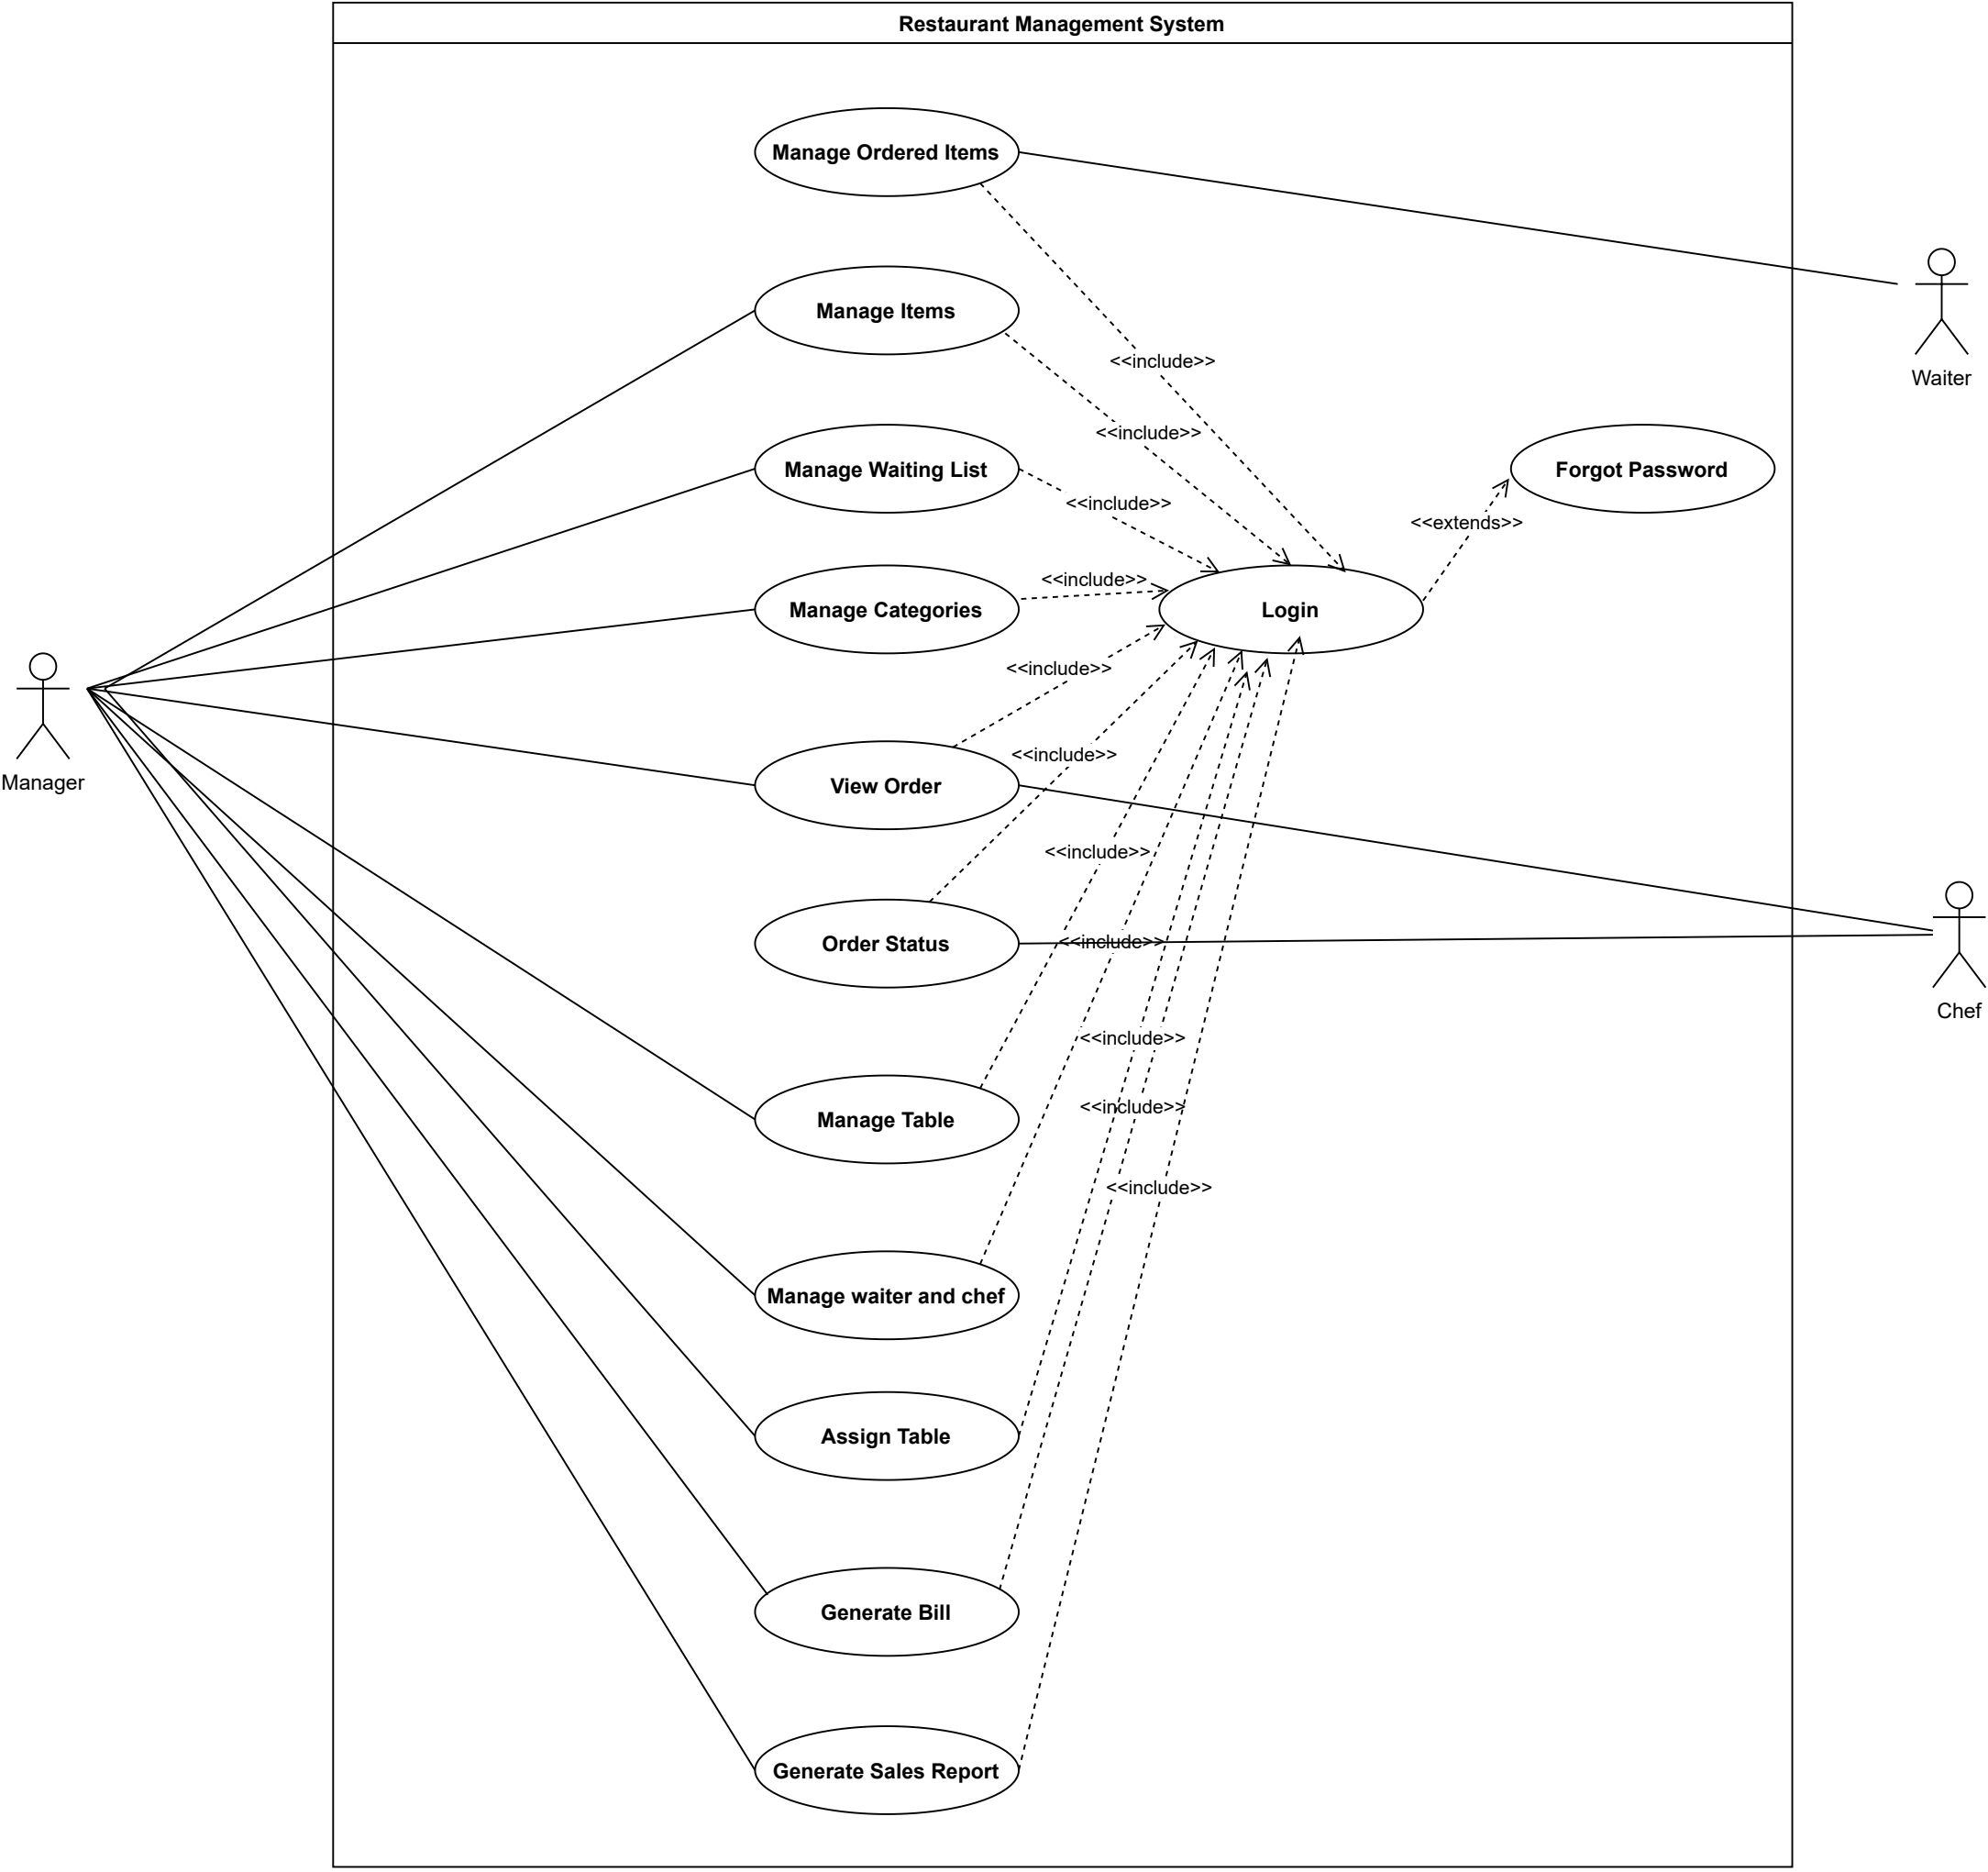 Restaurant Management System
Manage Ordered Items
Manage Items
<<include>>
Waiter
<<include>>
Manage Waiting List
Forgot Password
<<include>>
<<extends>>
<<include>>
Manage Categories
Login
<<include>>
Manager
View Order
<<include>>
<<include>>
Order Status
<<include>>
Chef
<<include>>
<<include>>
Manage Table
<<include>>
Manage waiter and chef
Assign Table
Generate Bill
Generate Sales Report